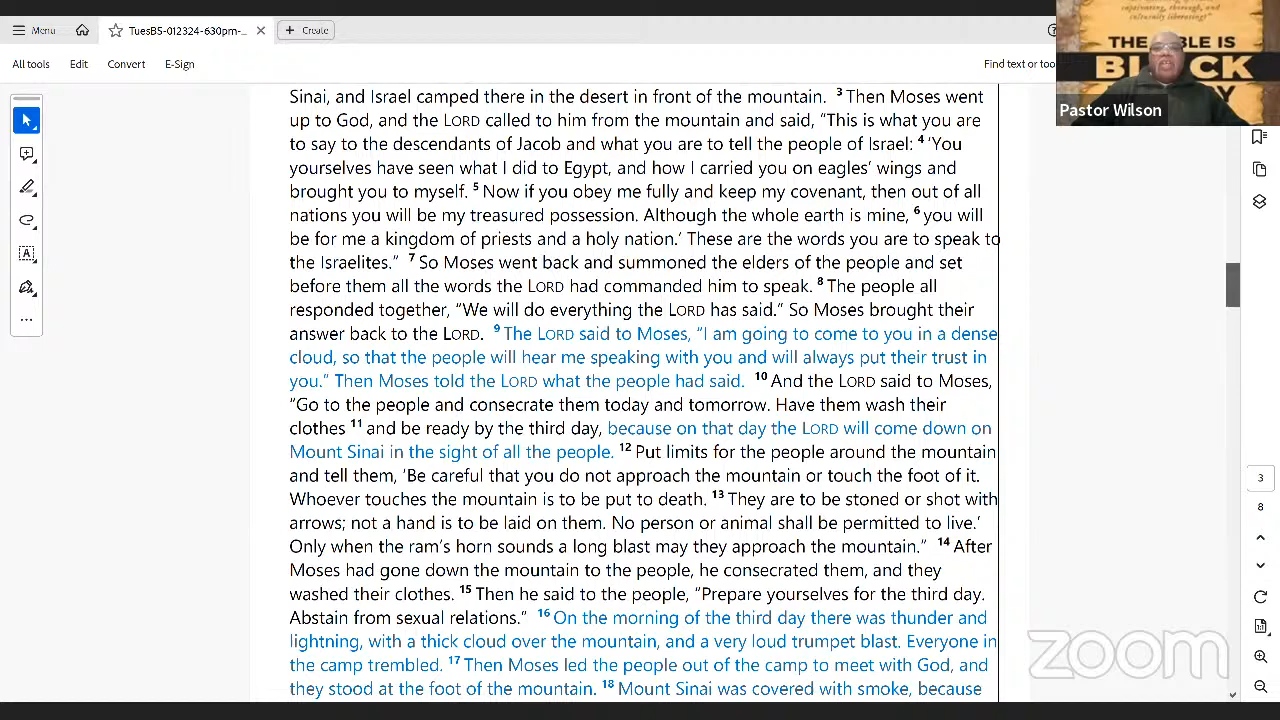 captivating, thorough, and
culturally liberating!"
Menu
TuesB5-012324-630pm-...
Create
All tools
Edit
Convert
E-Sign
Find text or too
THE BLE IS
BL CK
Pastor Wilson
Sinai, and Israel camped there in the desert in front of the mountain. 3 Then Moses went
up to God, and the LORD called to him from the mountain and said, "This is what you are
to say to the descendants of Jacob and what you are to tell the people of Israel: 4 'You
yourselves have seen what I did to Egypt, and how I carried you on eagles' wings and
brought you to myself. 5 Now if you obey me fully and keep my covenant, then out of all
nations you will be my treasured possession. Although the whole earth is mine, 6 you will
be for me a kingdom of priests and a holy nation.' These are the words you are to speak to
the Israelites." 7 So Moses went back and summoned the elders of the people and set
before them all the words the LORD had commanded him to speak. 8 The people all
responded together, "We will do everything the LORD has said." So Moses brought their
answer back to the LORD. 9 The LORD said to Moses, "I am going to come to you in a dense
cloud, so that the people will hear me speaking with you and will always put their trust in
you." Then Moses told the LORD what the people had said. 10 And the LORD said to Moses,
"Go to the people and consecrate them today and tomorrow. Have them wash their
clothes 11 and be ready by the third day, because on that day the LORD will come down on
Mount Sinai in the sight of all the people. 12 Put limits for the people around the mountain
and tell them, 'Be careful that you do not approach the mountain or touch the foot of it.
Whoever touches the mountain is to be put to death. 13 They are to be stoned or shot with
arrows; not a hand is to be laid on them. No person or animal shall be permitted to live.'
Only when the ram's horn sounds a long blast may they approach the mountain." 14 After
Moses had gone down the mountain to the people, he consecrated them, and they
washed their clothes. 15 Then he said to the people, "Prepare yourselves for the third day.
Abstain from sexual relations." 16 On the morning of the third day there was thunder and
lightning, with a thick cloud over the mountain, and a very loud trumpet blast. Everyone in
the camp trembled. 17 Then Moses led the people out of the camp to meet with God, and
they stood at the foot of the mountain. 18 Mount Sinai was covered with smoke, because
3
8
zoom